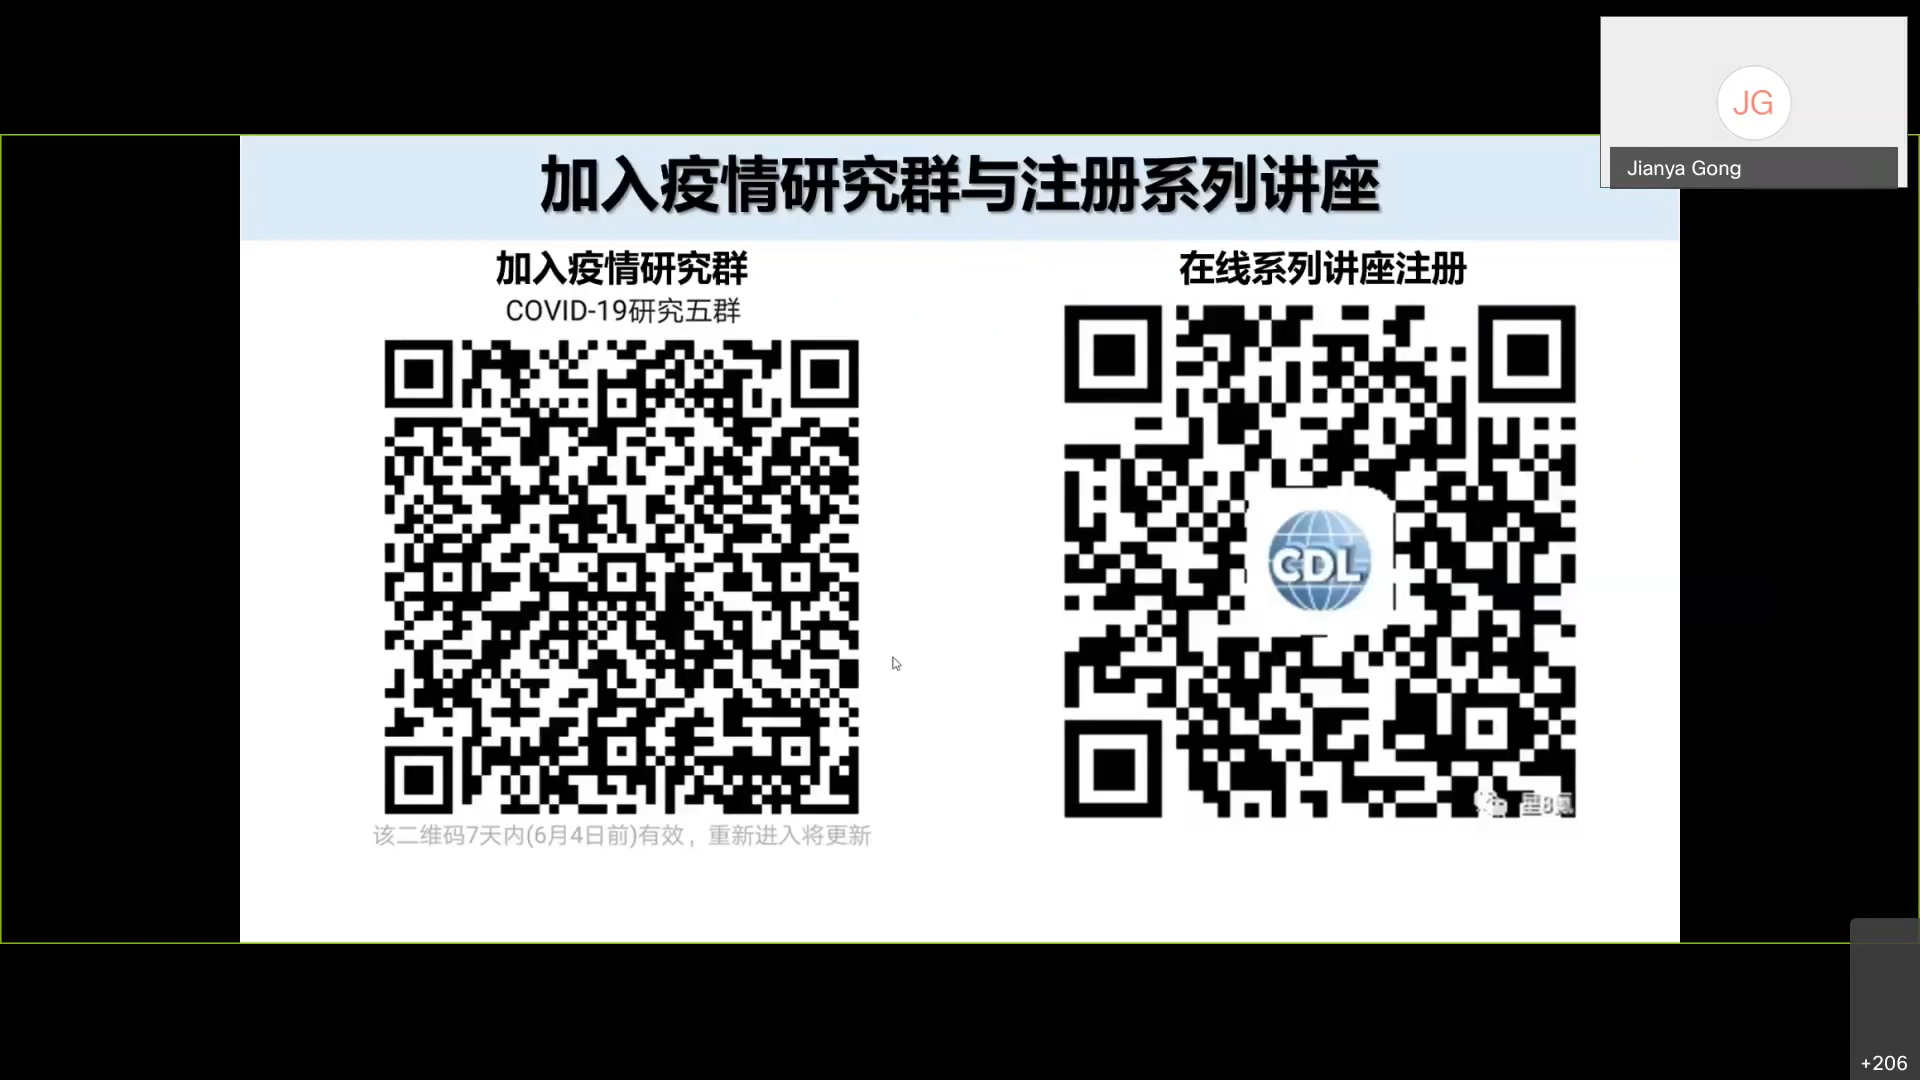 JG
Jianya Gong
加入疫情研究群与注册系列讲座
加入疫情研究群
COVID-19研究五群
该二维码7天内(6月4日前)有效，重新进入将更新
在线系列讲座注册
CDL
+206